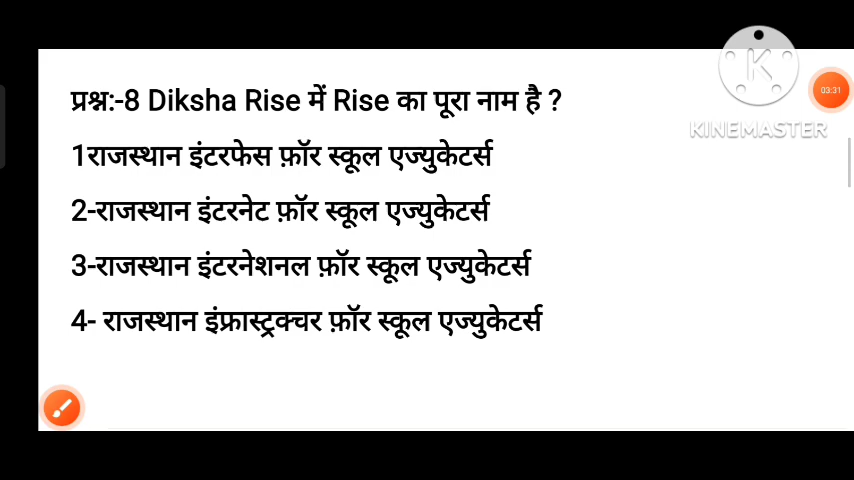 प्रश्न:-8 Diksha Rise में Rise का पूरा नाम है ?
1राजस्थान इंटरफेस फ़ॉर स्कूल एज्युकेटर्स
2-राजस्थान इंटरनेट फ़ॉर स्कूल एज्युकेटर्स
3-राजस्थान इंटरनेशनल फ़ॉर स्कूल एज्युकेटर्स
4- राजस्थान इंफ्रास्ट्रक्चर फ़ॉर स्कूल एज्युकेटर्स
K
KINEMASTER
03:31